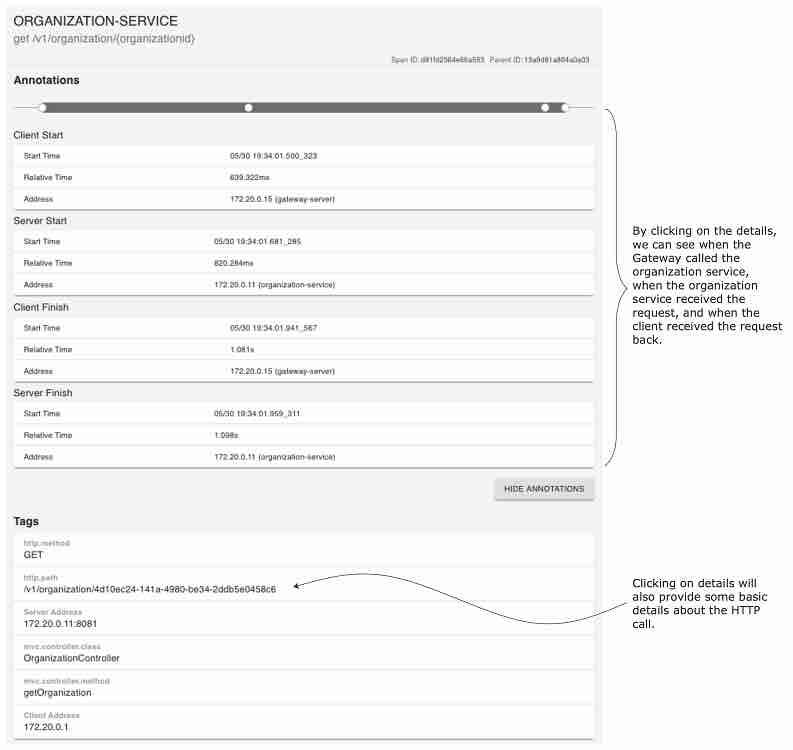 ORGANIZATION-SERVICE
get /v1/organization/{organizationid}
Span ID: Parent ID:
Annotations
Client Start
Start Time 05/30 19:34:01.500_323
Relative Time 639.322ms
Address 172.20.0.15 (gateway-server)
Server Start
Start Time 05/30 19:34:01.681_285
Relative Time 820.284ms
Address 172.20.0.11 (organization-service)
Client Finish
Start Time 05/30 19:34:01.941_567
Relative Time 1.081s
Address 172.20.0.15 (gateway-server)
Server Finish
Start Time 05/30 19:34:01.959_311
Relative Time 1.098s
Address 172.20.0.11 (organization-service)
HIDE ANNOTATIONS
By clicking on the details,
we can see when the
Gateway called the
organization service,
when the organization
service received the
request, and when the
client received the request
back.
Tags
http.method
GET
http.path
/v1/organization/4d10ec24-141a-4980-be34-2ddb5e0458c6
Server Address
172.20.0.11:8081
mvc.controller.class
OrganizationController
mvc.controller.method
getOrganization
Client Address
172.20.0.1
Clicking on details will
also provide some basic
details about the HTTP
call.